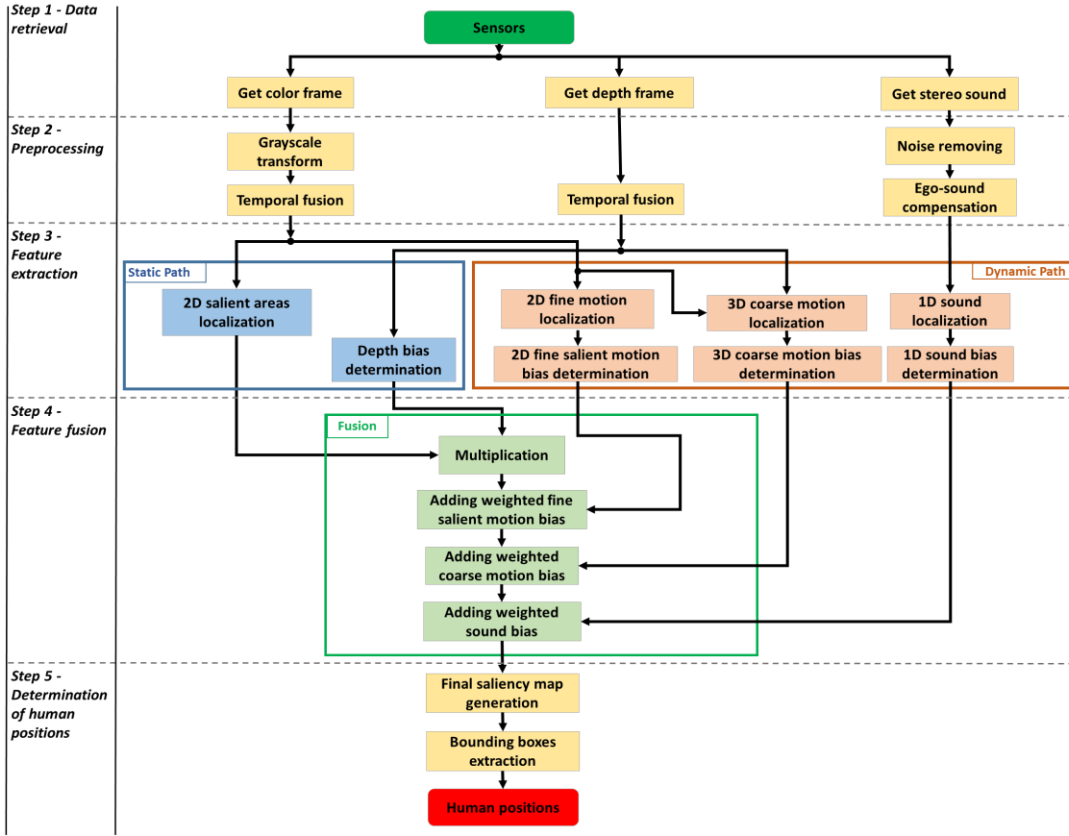 Step 1 - Data
retrieval
Sensors
Get color frame
Get depth frame
Get stereo sound
Step 2 -
Preprocessing
Grayscale
transform
Noise removing
Temporal fusion
Temporal fusion
Ego-sound
compensation
Step 3 -
Feature
extraction
Static Path
Dynamic Path
2D salient areas
localization
2D fine motion
localization
3D coarse motion
localization
1D sound
localization
Depth bias
determination
2D fine salient motion
bias determination
3D coarse motion bias
determination
1D sound bias
determination
Step 4 -
Feature fusion
Fusion
Multiplication
Adding weighted fine
salient motion bias
Adding weighted
coarse motion bias
Adding weighted
sound bias
Step 5 -
Determination
of human
positions
Final saliency map
generation
Bounding boxes
extraction
Human positions